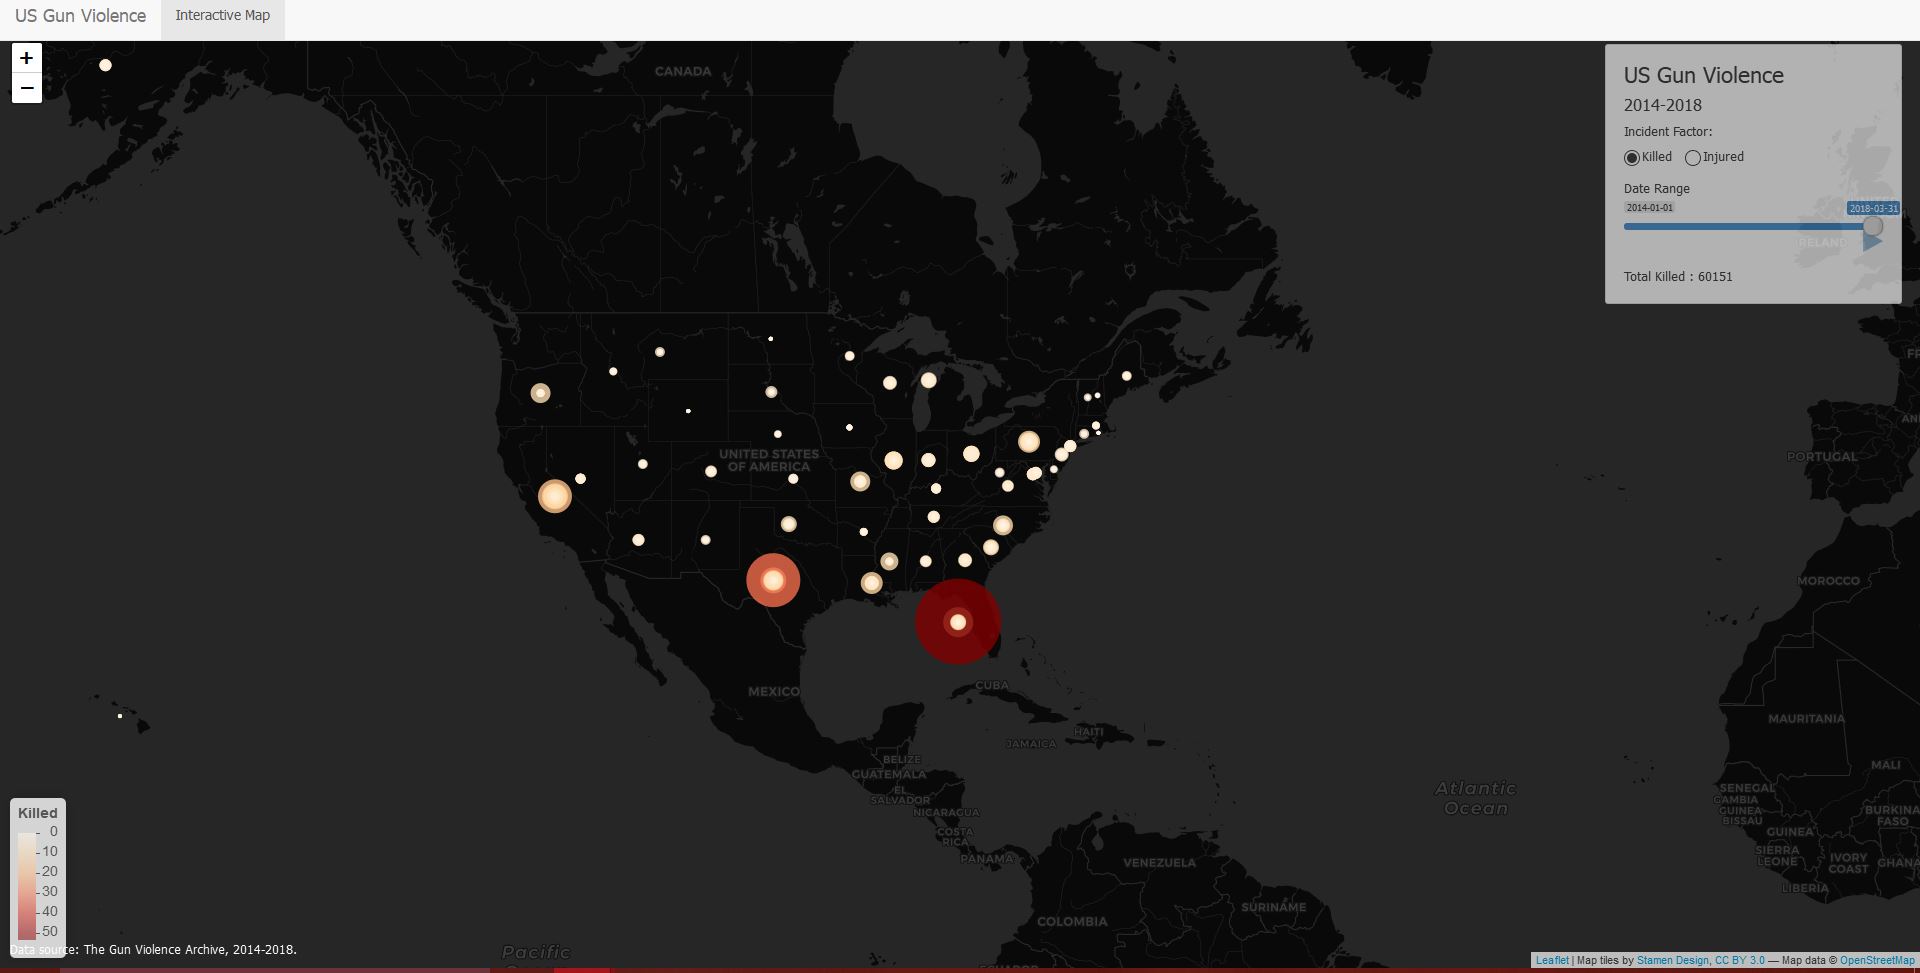 US Gun Violence
Interactive Map
+
−
CANADA
US Gun Violence
2014-2018
Incident Factor:
Killed
Injured
Date Range
2014-01-01
2018-03-31
IRELAND
Total Killed : 60151
FR
AN
UNITED STATES
OF AMERICA
PORTUGAL
MOROCCO
MEXICO
CUBA
HAITI
JAMAICA
BELIZE
GUATEMALA
EL
SALVADOR
NICARAGUA
COSTA
RICA
PANAMA
MAURITANIA
MALI
SENEGAL
GAMBIA
GUINEA
BISSAU
BURKINA
FASO
GUINEA
SIERRA
LEONE
IVORY
COAST
GHANA
LIBERIA
Atlantic
Ocean
VENEZUELA
SURINAME
COLOMBIA
ECUADOR
Pacific
Killed
0
10
20
30
40
50
Data source: The Gun Violence Archive, 2014-2018.
Leaflet | Map tiles by Stamen Design, CC BY 3.0 — Map data © OpenStreetMap